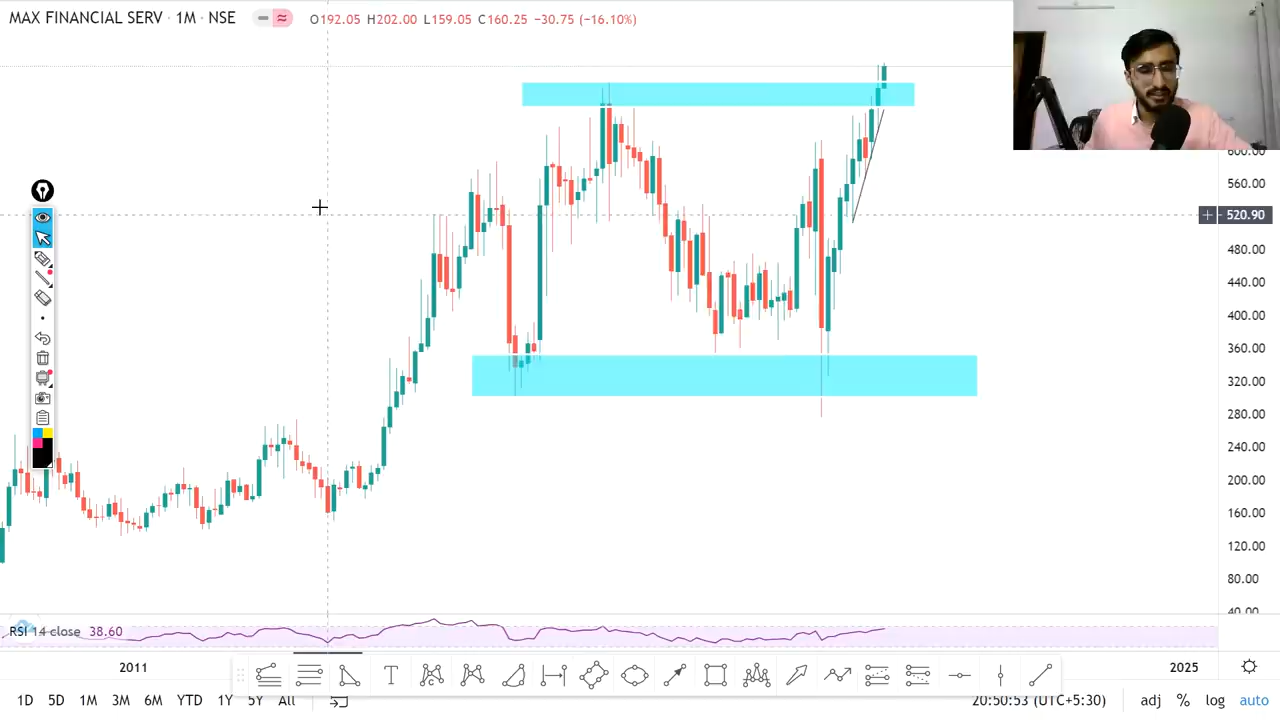 MAX FINANCIAL SERV · 1M · NSE
O192.05 H202.00 L159.05 C160.25 −30.75 (−16.10%)
600.00
560.00
520.90
480.00
440.00
400.00
360.00
320.00
280.00
240.00
200.00
160.00
120.00
80.00
40.00
RSI 14 close 38.60
2011
2025
T
1D 5D 1M 3M 6M YTD 1Y 5Y All
20:50:53 (UTC+5:30) adj % log auto